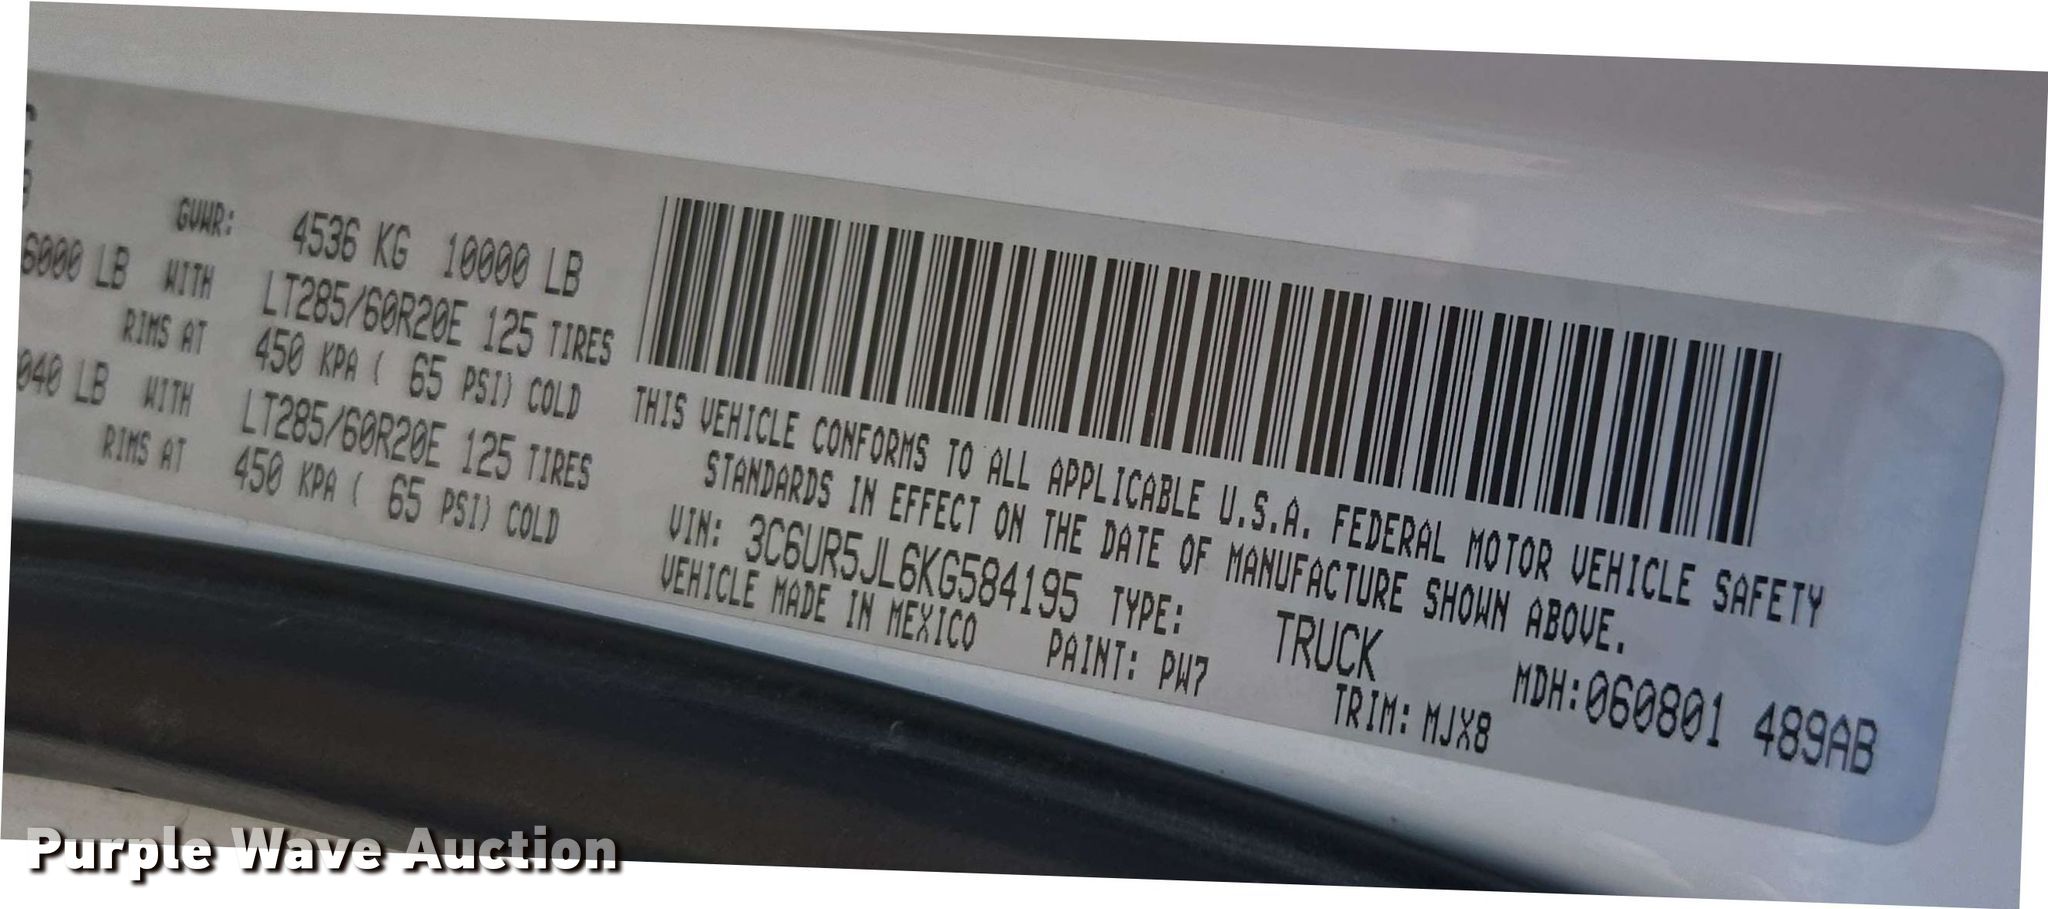 GVWR: 4536 KG 10000 LB
6000 LB WITH LT285/60R20E 125 TIRES
RIMS AT 450 KPA ( 65 PSI) COLD
040 LB WITH LT285/60R20E 125 TIRES
RIMS AT 450 KPA ( 65 PSI) COLD
THIS VEHICLE CONFORMS TO ALL APPLICABLE U.S.A. FEDERAL MOTOR VEHICLE SAFETY
STANDARDS IN EFFECT ON THE DATE OF MANUFACTURE SHOWN ABOVE.
VIN: 3C6UR5JL6KG584195 TYPE: TRUCK MDH:060801 489AB
VEHICLE MADE IN MEXICO PAINT: PW7 TRIM: MJX8
Purple Wave Auction